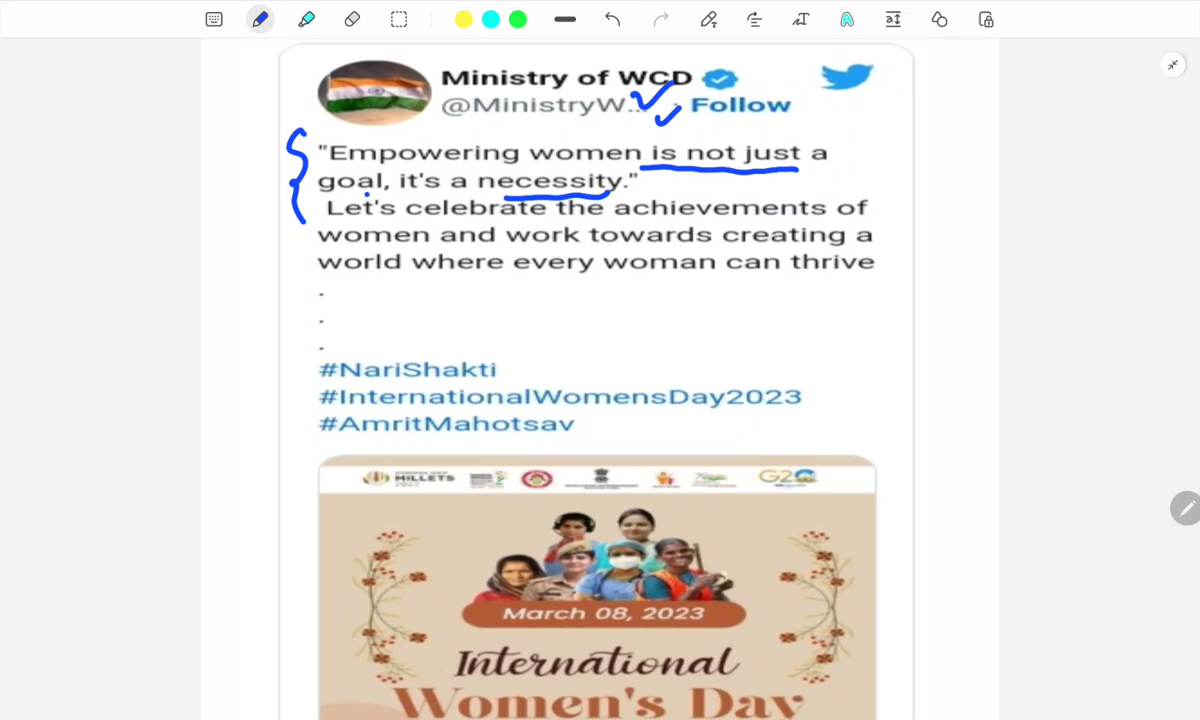 Ministry of WCD
@MinistryW... · Follow
"Empowering women is not just a
goal, it's a necessity."
Let's celebrate the achievements of
women and work towards creating a
world where every woman can thrive
.
.
.
#NariShakti
#InternationalWomensDay2023
#AmritMahotsav
MILLETS
G20
March 08, 2023
International
Women's Day